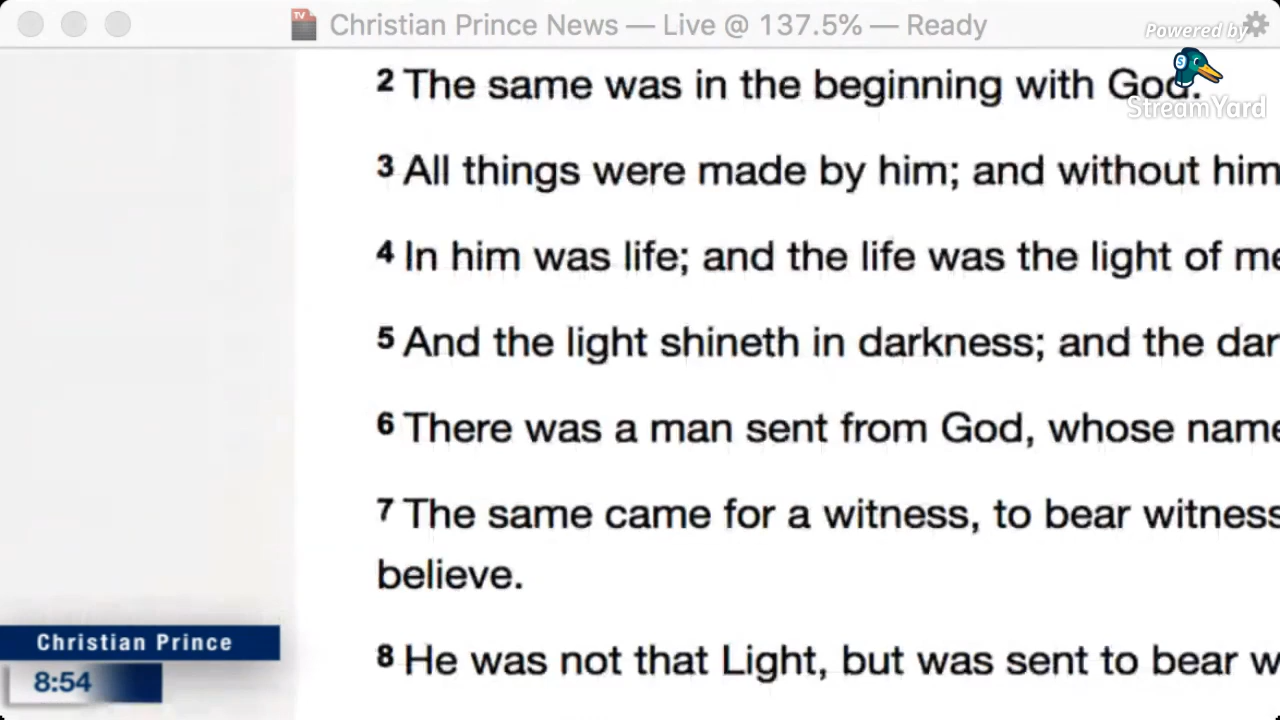 Christian Prince News — Live @ 137.5% — Ready
Powered by
StreamYard
2 The same was in the beginning with God.
3 All things were made by him; and without him
4 In him was life; and the life was the light of me
5 And the light shineth in darkness; and the dar
6 There was a man sent from God, whose name
7 The same came for a witness, to bear witness
believe.
8 He was not that Light, but was sent to bear w
Christian Prince
8:54